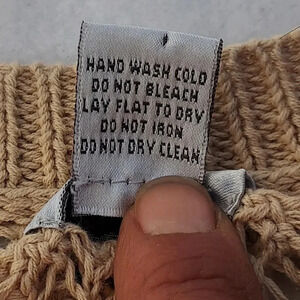 HAND WASH COLD
DO NOT BLEACH
LAY FLAT TO DRY
DO NOT IRON
DO NOT DRY CLEAN